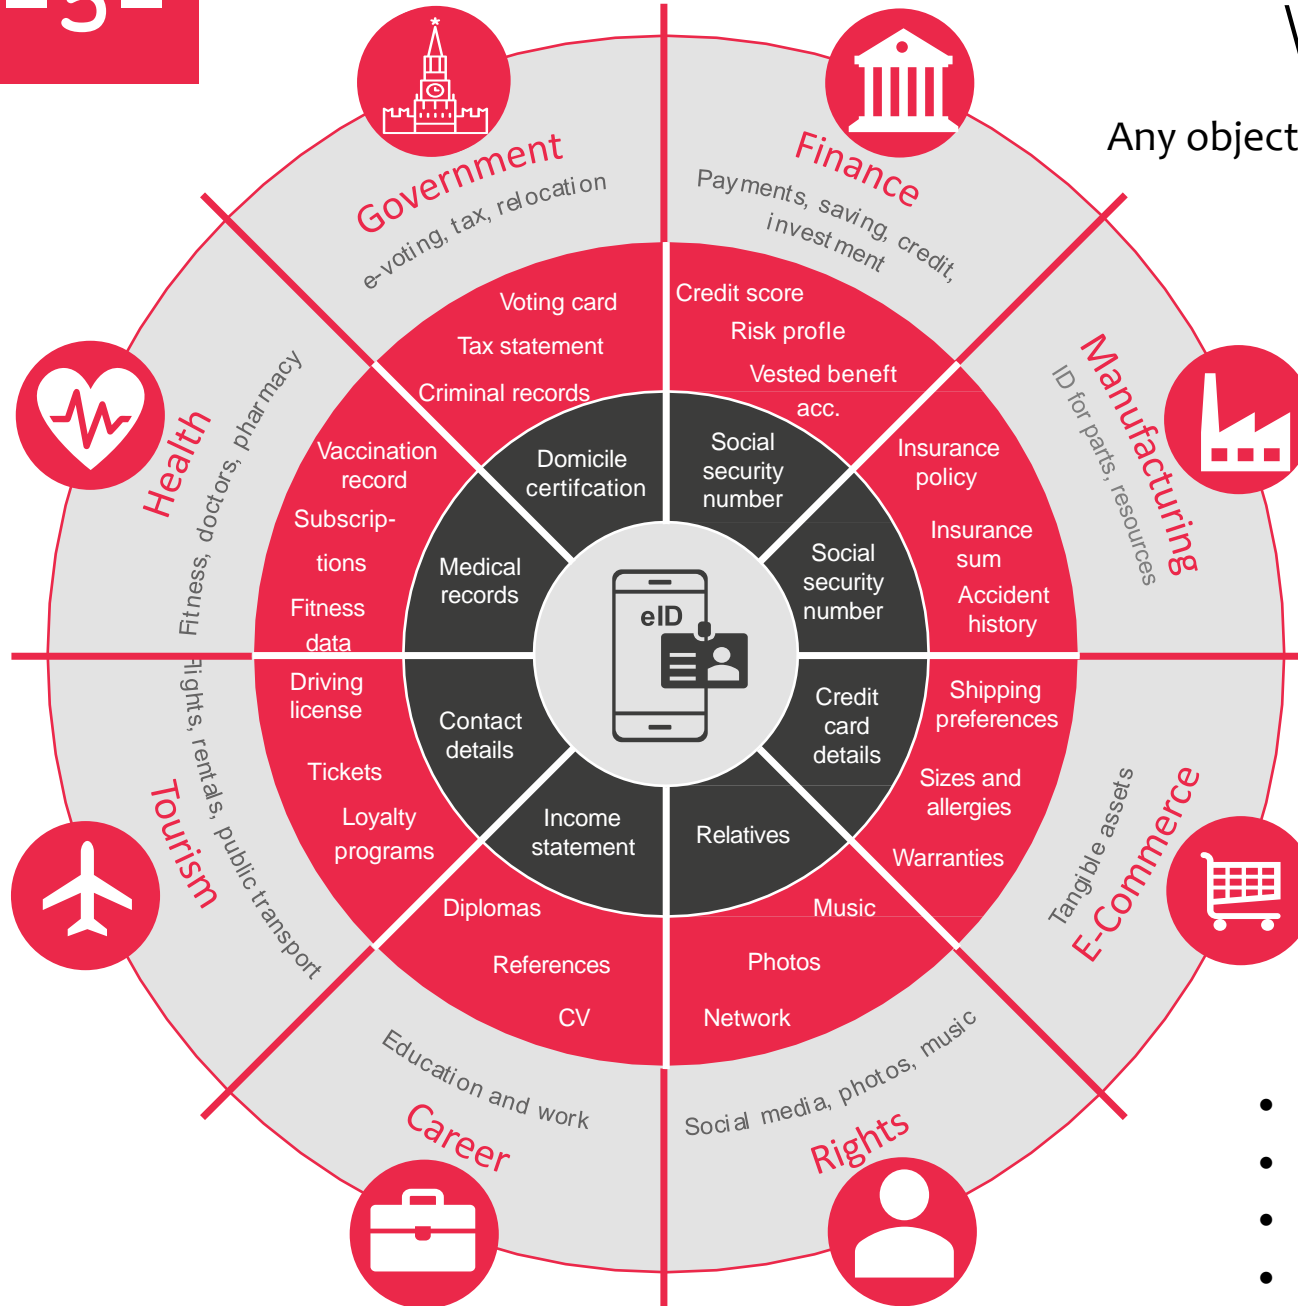 Any object
Government
e-voting, tax, relocation
Finance
Payments, saving, credit,
investment
Manufacturing
ID for parts, resources
E-Commerce
Tangible assets
Rights
Social media, photos, music
Career
Education and work
Tourism
flights, rentals, public transport
Health
Fitness, doctors, pharmacy
Voting card
Tax statement
Criminal records
Credit score
Risk profle
Vested beneft
acc.
Insurance
policy
Insurance
sum
Accident
history
Shipping
preferences
Sizes and
allergies
Warranties
Music
Photos
Network
Diplomas
References
CV
Driving
license
Tickets
Loyalty
programs
Vaccination
record
Subscrip-
tions
Fitness
data
Domicile
certifcation
Social
security
number
Social
security
number
Credit
card
details
Relatives
Income
statement
Contact
details
Medical
records
eID